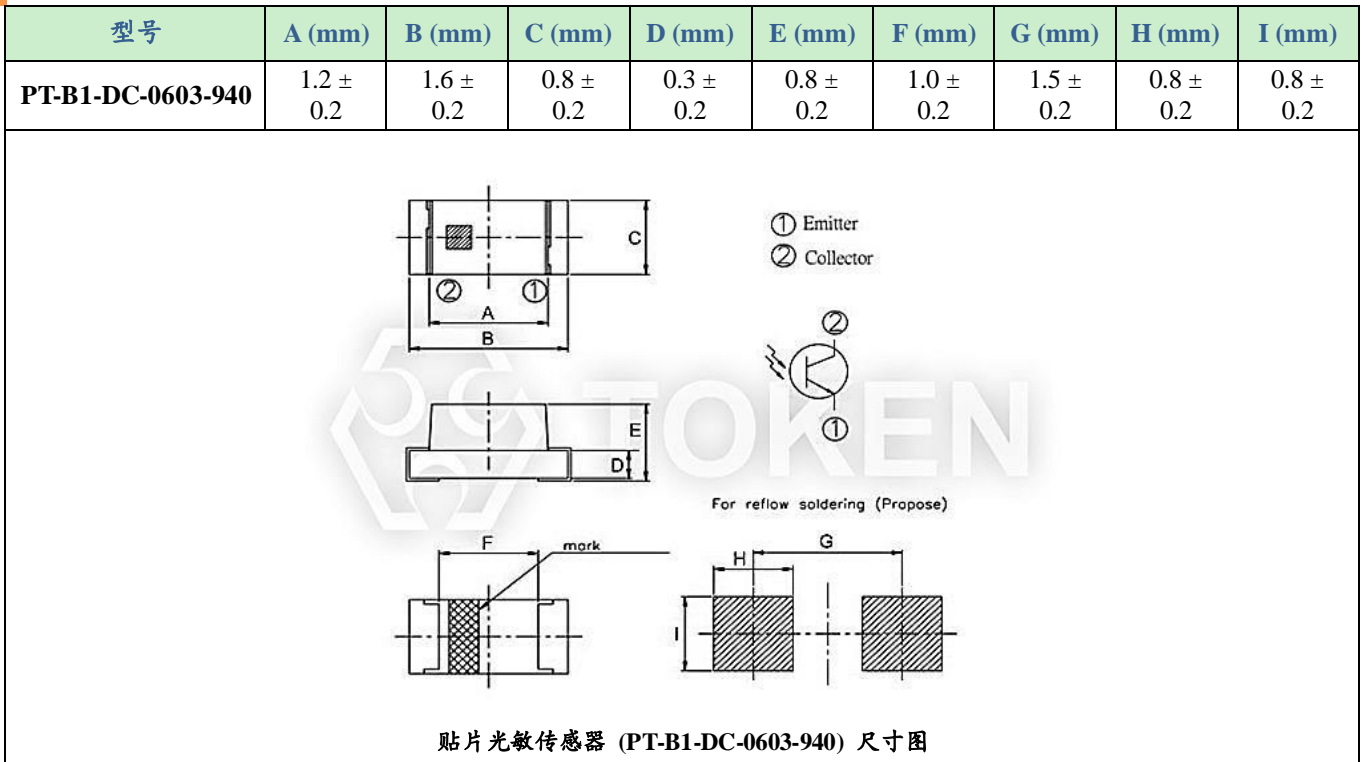 型号 A (mm) B (mm) C (mm) D (mm) E (mm) F (mm) G (mm) H (mm) I (mm)
PT-B1-DC-0603-940 1.2 ± 0.2 1.6 ± 0.2 0.8 ± 0.2 0.3 ± 0.2 0.8 ± 0.2 1.0 ± 0.2 1.5 ± 0.2 0.8 ± 0.2 0.8 ± 0.2
C
② ①
A
B
① Emitter
② Collector
②
①
E
D
TOKEN
For reflow soldering (Propose)
F
mark
G
H
I
贴片光敏传感器 (PT-B1-DC-0603-940) 尺寸图